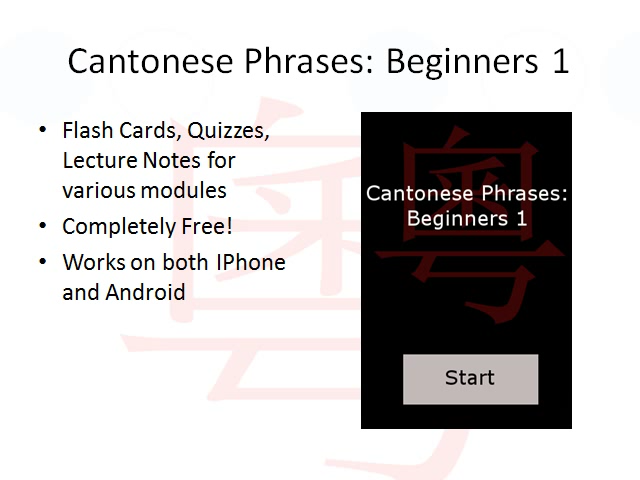 Cantonese Phrases: Beginners 1
• Flash Cards, Quizzes,
Lecture Notes for
various modules
• Completely Free!
• Works on both IPhone
and Android
粵
粵
Cantonese Phrases:
Beginners 1
Start